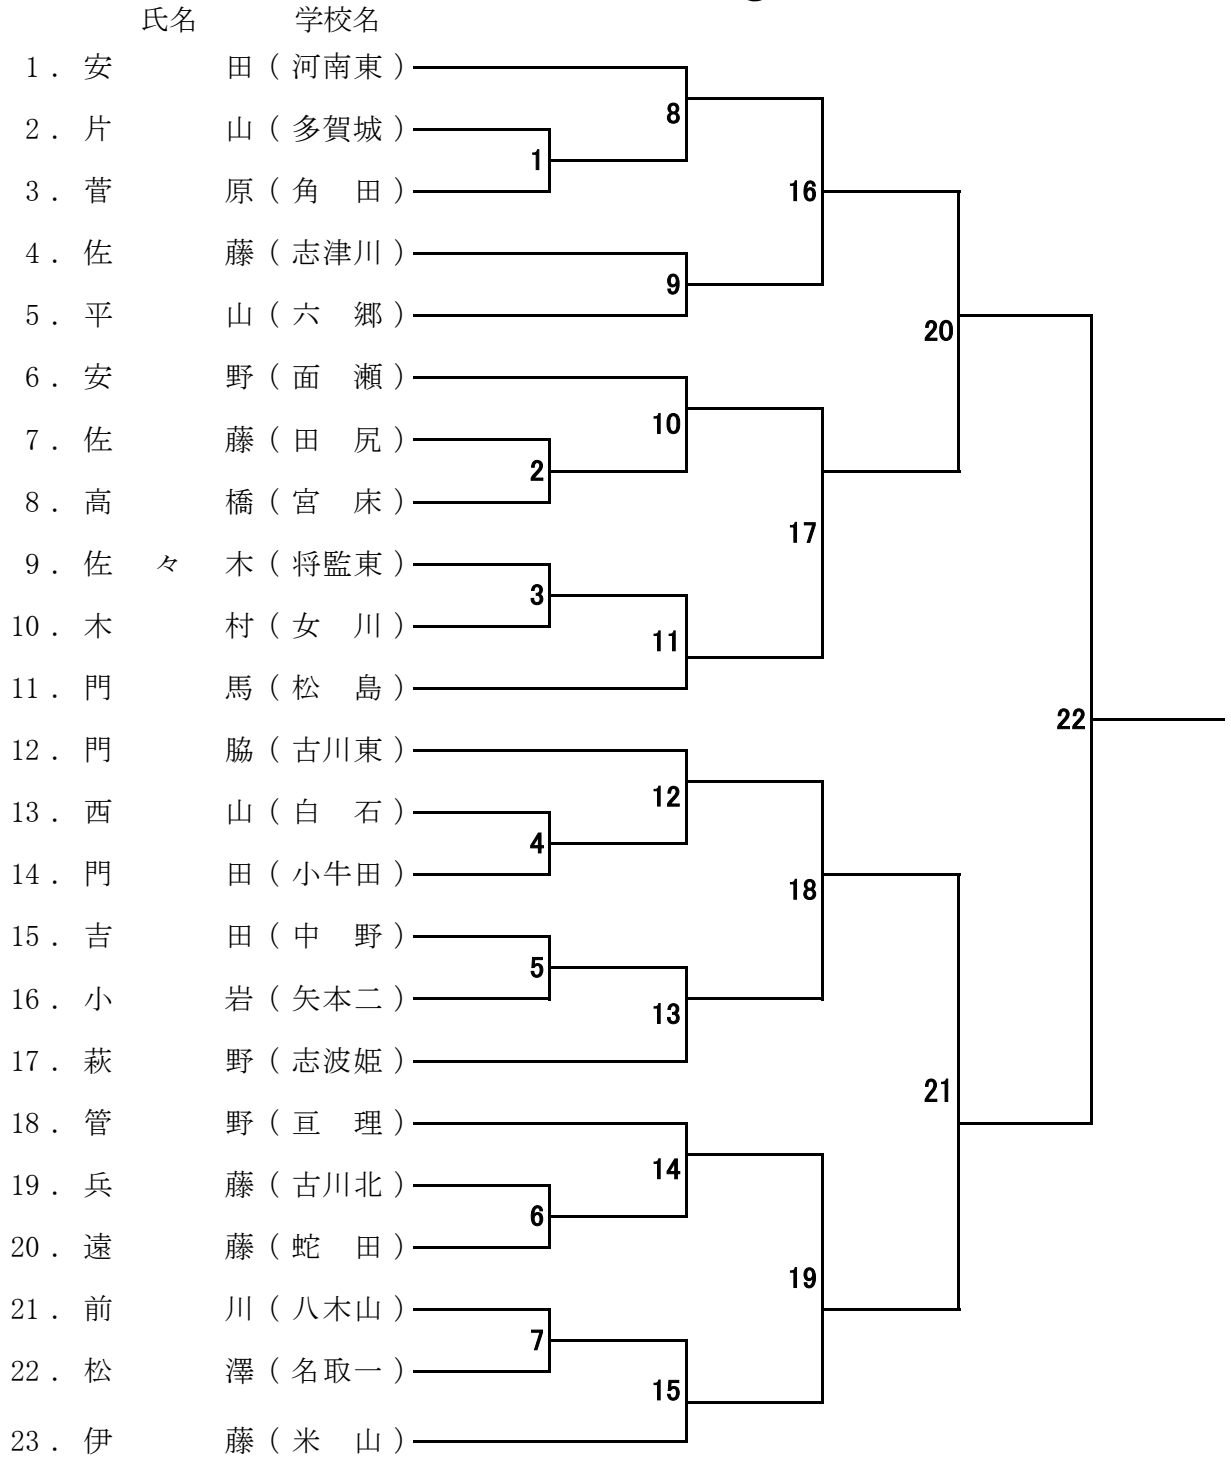 氏名 学校名
1. 安 田 ( 河南東 )
8
2. 片 山 ( 多賀城 )
1
3. 菅 原 ( 角 田 )
16
4. 佐 藤 ( 志津川 )
9
5. 平 山 ( 六 郷 )
20
6. 安 野 ( 面 瀬 )
10
7. 佐 藤 ( 田 尻 )
2
8. 高 橋 ( 宮 床 )
17
9. 佐 々 木 ( 将監東 )
3
10. 木 村 ( 女 川 )
11
11. 門 馬 ( 松 島 )
22
12. 門 脇 ( 古川東 )
12
13. 西 山 ( 白 石 )
4
14. 門 田 ( 小牛田 )
18
15. 吉 田 ( 中 野 )
5
16. 小 岩 ( 矢本二 )
13
17. 萩 野 ( 志波姫 )
21
18. 管 野 ( 亘 理 )
14
19. 兵 藤 ( 古川北 )
6
20. 遠 藤 ( 蛇 田 )
19
21. 前 川 ( 八木山 )
7
22. 松 澤 ( 名取一 )
15
23. 伊 藤 ( 米 山 )